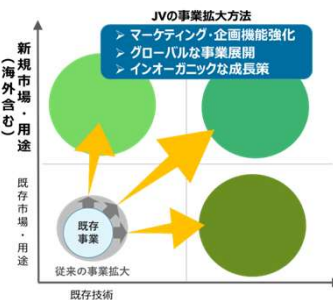 JVの事業拡大方法
➢ マーケティング・企画機能強化
➢ グローバルな事業展開
➢ インオーガニックな成長策
新規市場・用途
（海外含む）
既存市場・用途
既存
事業
従来の事業拡大
既存技術